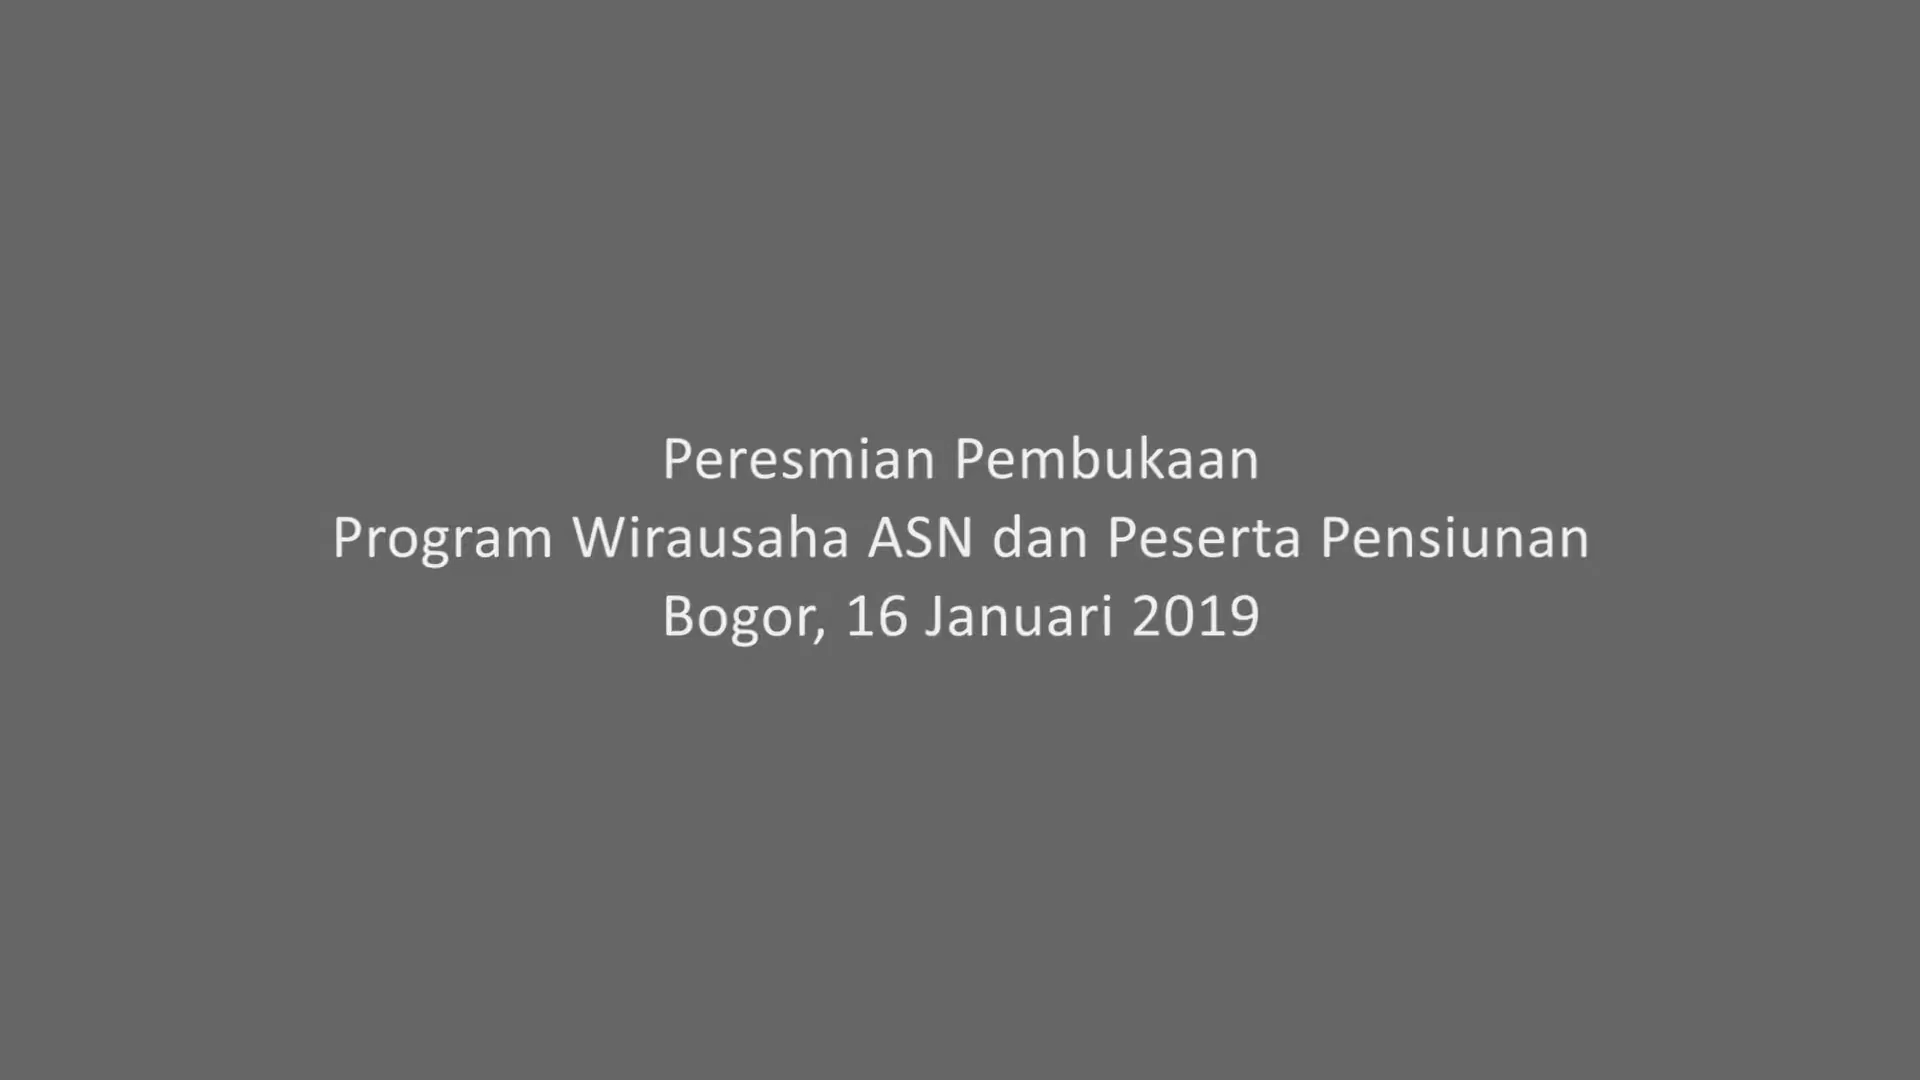 Peresmian Pembukaan
Program Wirausaha ASN dan Peserta Pensiunan
Bogor, 16 Januari 2019